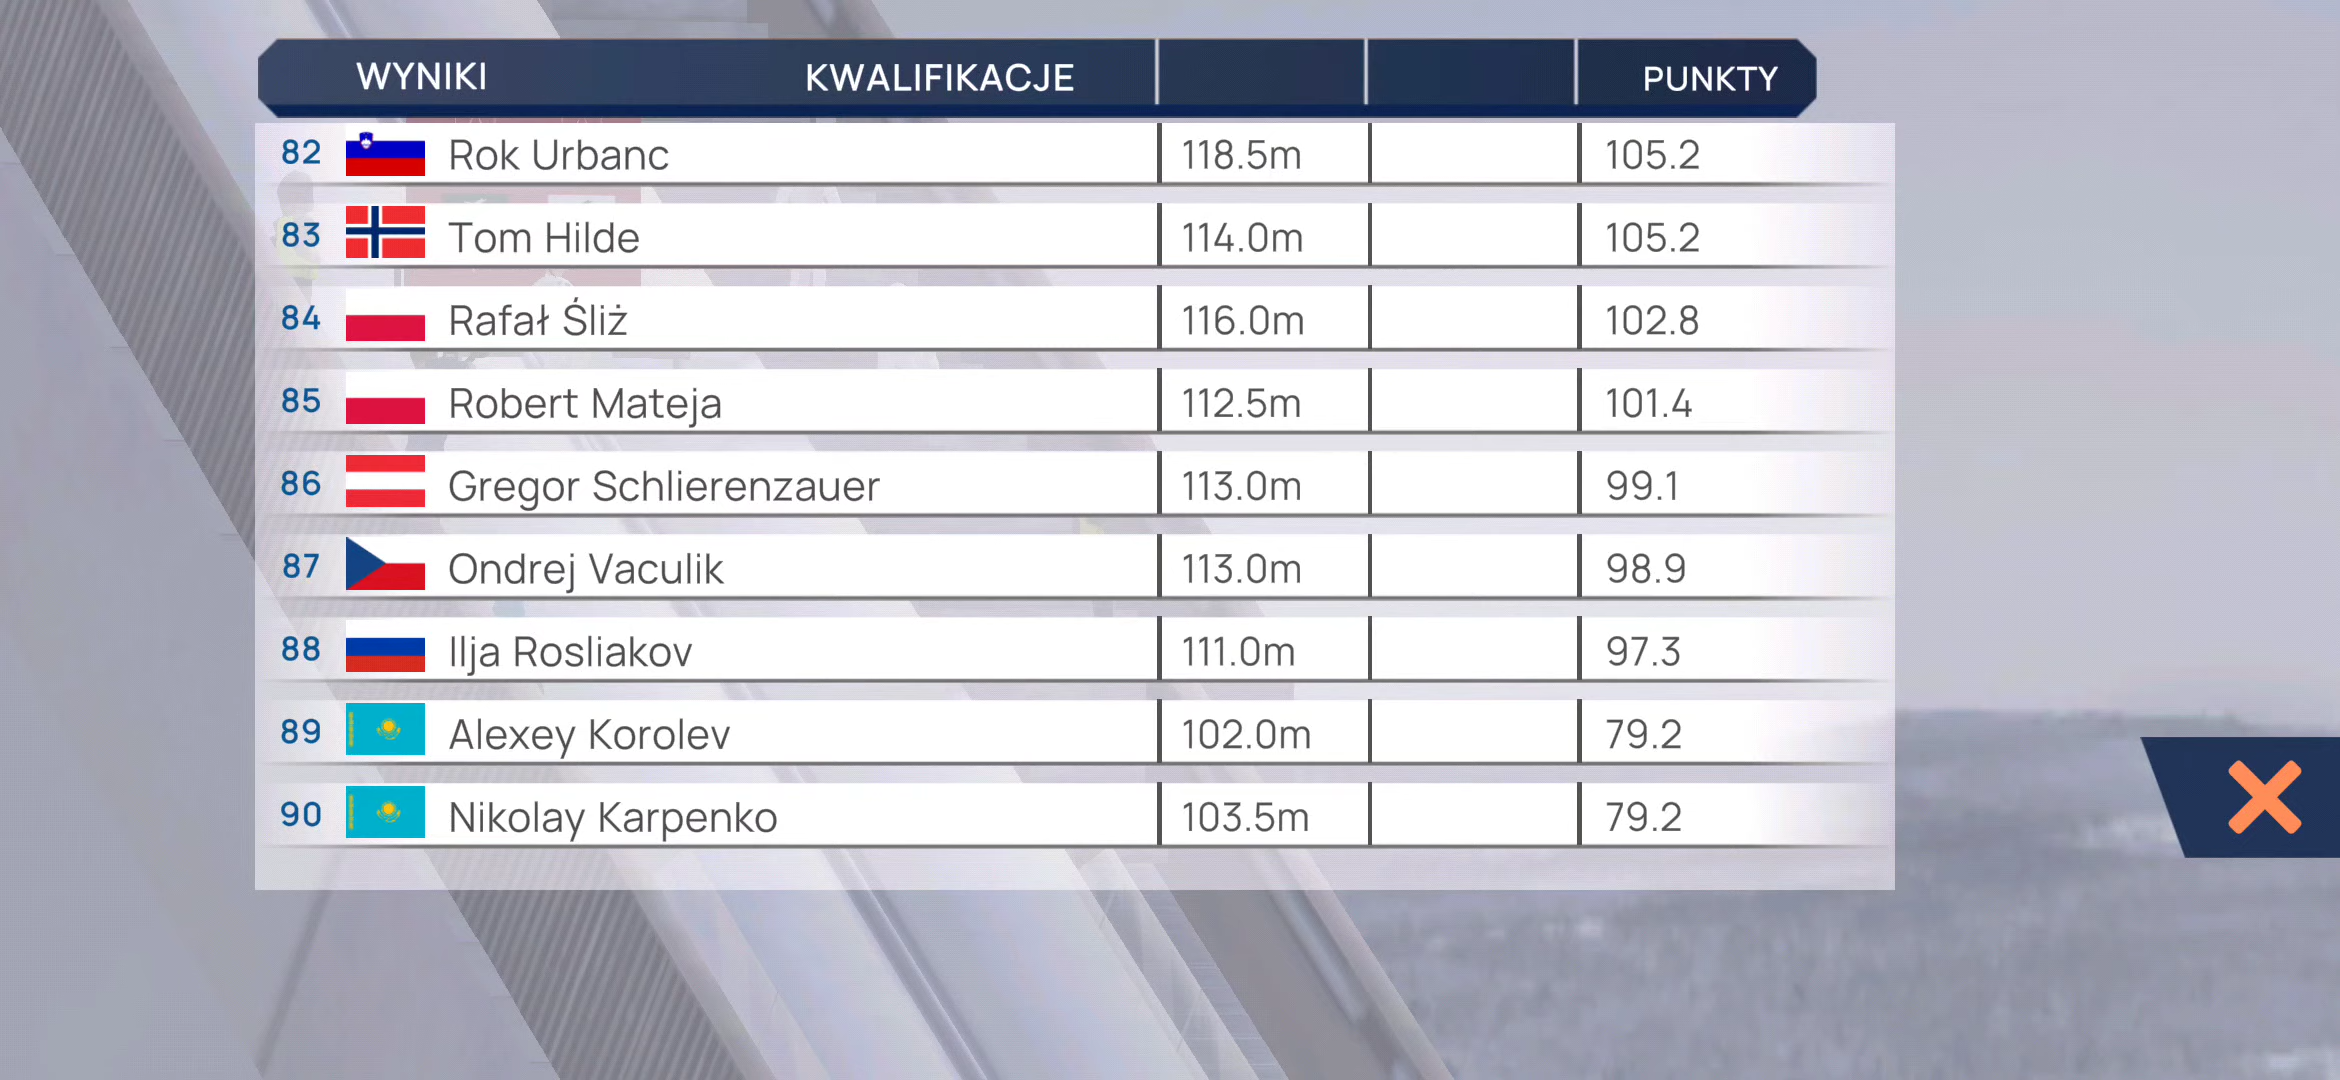 WYNIKI KWALIFIKACJE PUNKTY
82 Rok Urbanc 118.5m 105.2
83 Tom Hilde 114.0m 105.2
84 Rafał Śliż 116.0m 102.8
85 Robert Mateja 112.5m 101.4
86 Gregor Schlierenzauer 113.0m 99.1
87 Ondrej Vaculik 113.0m 98.9
88 Ilja Rosliakov 111.0m 97.3
89 Alexey Korolev 102.0m 79.2
90 Nikolay Karpenko 103.5m 79.2